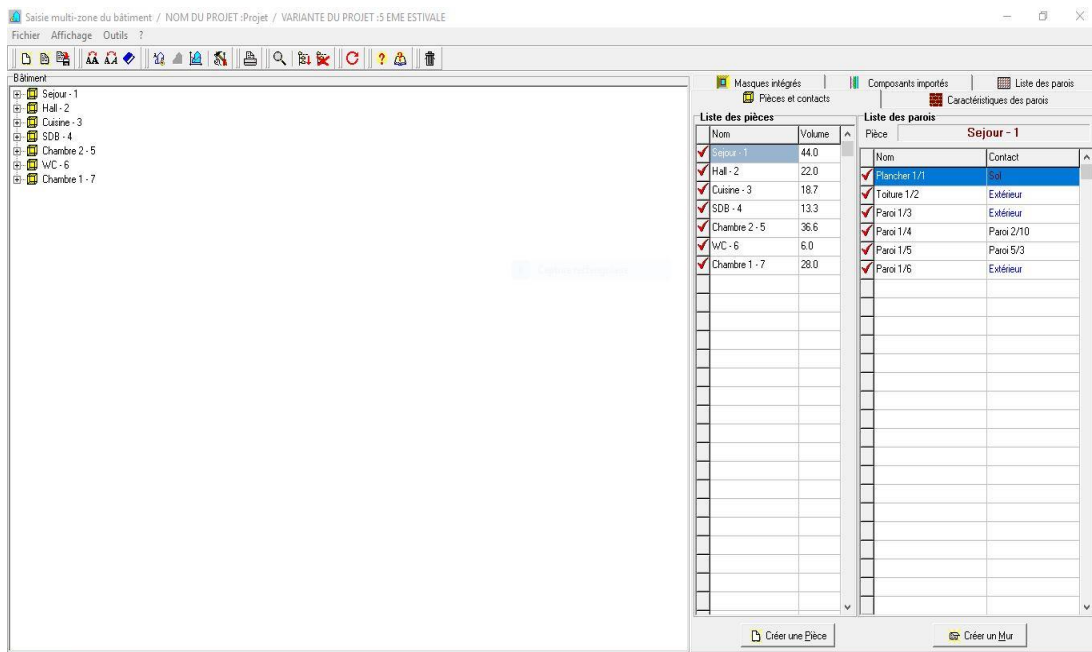 Saisie multi-zone du bâtiment / NOM DU PROJET :Projet / VARIANTE DU PROJET :5 EME ESTIVALE
Fichier Affichage Outils ?
Bâtiment
Sejour - 1
Hall - 2
Cuisine - 3
SDB - 4
Chambre 2 - 5
WC - 6
Chambre 1 - 7
Masques intégrés Composants importés Liste des parois
Pièces et contacts Caractéristiques des parois
Liste des pièces
Nom Volume
Sejour - 1 44.0
Hall - 2 22.0
Cuisine - 3 18.7
SDB - 4 13.3
Chambre 2 - 5 36.6
WC - 6 6.0
Chambre 1 - 7 28.0
Créer une Pièce
Liste des parois
Pièce Sejour - 1
Nom Contact
Plancher 1/1 Sol
Toiture 1/2 Extérieur
Paroi 1/3 Extérieur
Paroi 1/4 Paroi 2/10
Paroi 1/5 Paroi 5/3
Paroi 1/6 Extérieur
Créer un Mur